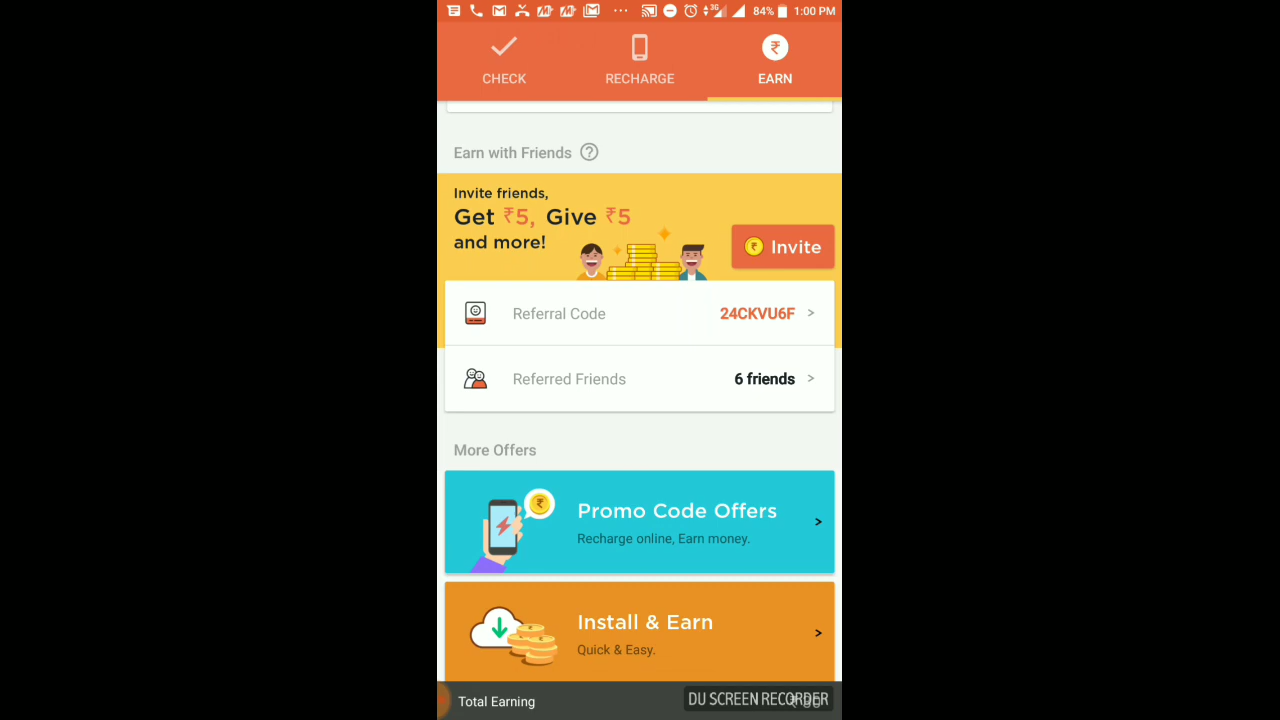 3G 84% 1:00 PM
CHECK RECHARGE ₹ EARN
Earn with Friends ?
Invite friends,
Get ₹5, Give ₹5
and more!
₹ Invite
Referral Code 24CKVU6F >
Referred Friends 6 friends >
More Offers
Promo Code Offers >
Recharge online, Earn money.
Install & Earn >
Quick & Easy.
Total Earning DU SCREEN RECORDER